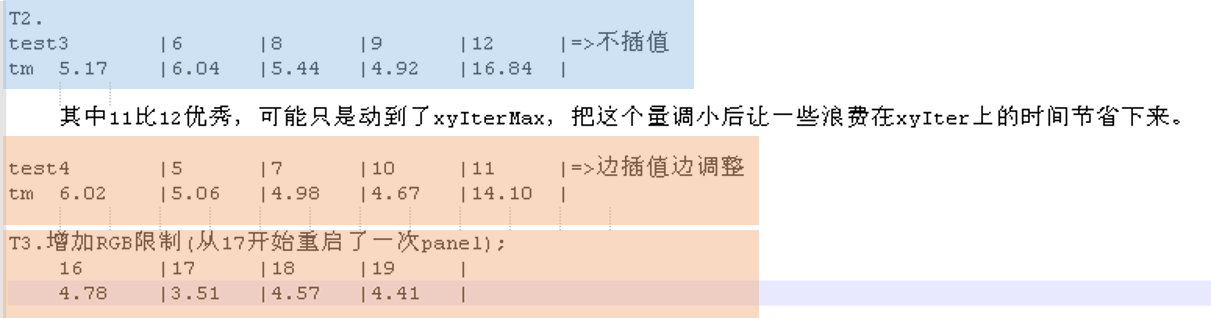 T2.
test3 |6 |8 |9 |12 |=>不插值
tm 5.17 |6.04 |5.44 |4.92 |16.84 |
其中11比12优秀，可能只是动到了xyIterMax，把这个量调小后让一些浪费在xyIter上的时间节省下来。
test4 |5 |7 |10 |11 |=>边插值边调整
tm 6.02 |5.06 |4.98 |4.67 |14.10 |
T3.增加RGB限制(从17开始重启了一次panel);
16 |17 |18 |19 |
4.78 |3.51 |4.57 |4.41 |